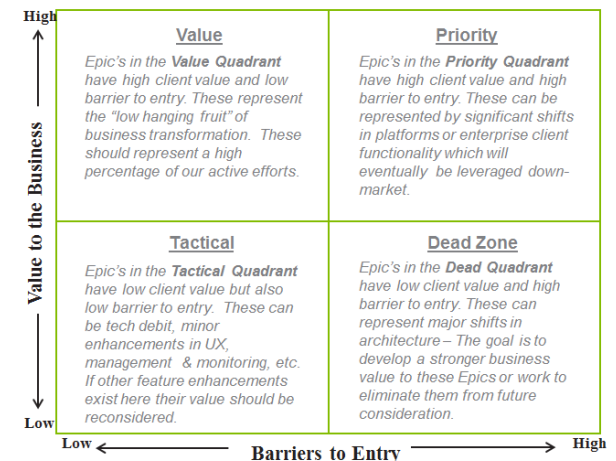 High
Value
Epic's in the Value Quadrant
have high client value and low
barrier to entry. These represent
the "low hanging fruit" of
business transformation. These
should represent a high
percentage of our active efforts.
Priority
Epic's in the Priority Quadrant
have high client value and high
barrier to entry. These can be
represented by significant shifts
in platforms or enterprise client
functionality which will
eventually be leveraged down-
market.
Value to the Business
Tactical
Epic's in the Tactical Quadrant
have low client value but also
low barrier to entry. These can
be tech debit, minor
enhancements in UX,
management & monitoring, etc.
If other feature enhancements
exist here their value should be
reconsidered.
Dead Zone
Epic's in the Dead Quadrant
have low client value and high
barrier to entry. These can
represent major shifts in
architecture – The goal is to
develop a stronger business
value to these Epics or work to
eliminate them from future
consideration.
Low
Low
Barriers to Entry
High